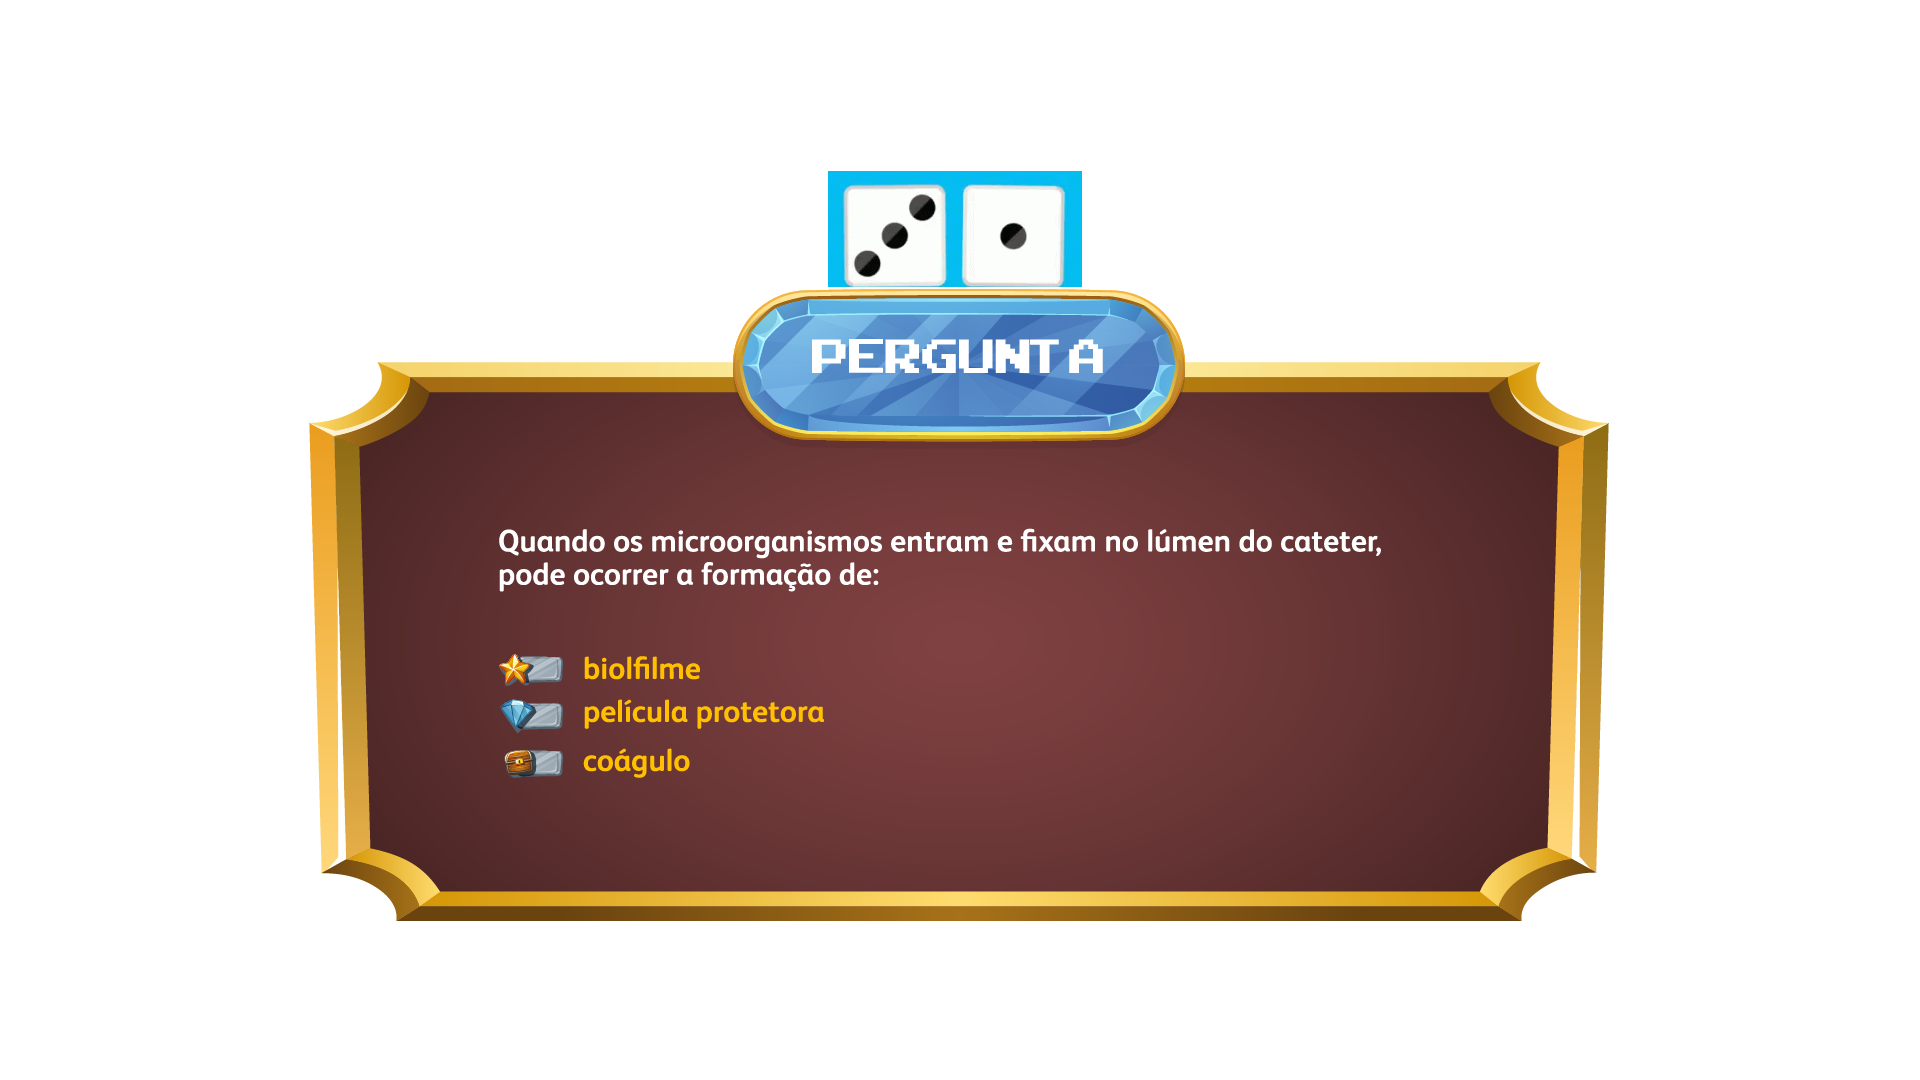 PERGUNTA
Quando os microorganismos entram e fixam no lúmen do cateter,
pode ocorrer a formação de:
biolfilme
película protetora
coágulo